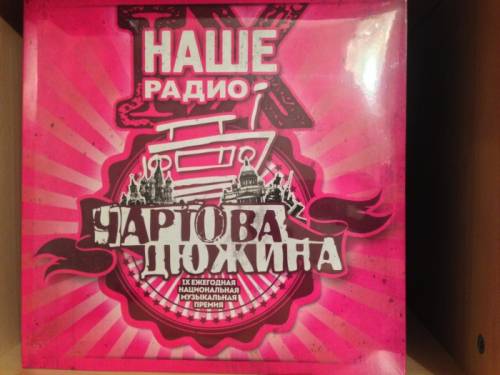 IX
НАШЕ
РАДИО
ЧАРТОВА
ДЮЖИНА
IX ЕЖЕГОДНАЯ
НАЦИОНАЛЬНАЯ
МУЗЫКАЛЬНАЯ
ПРЕМИЯ